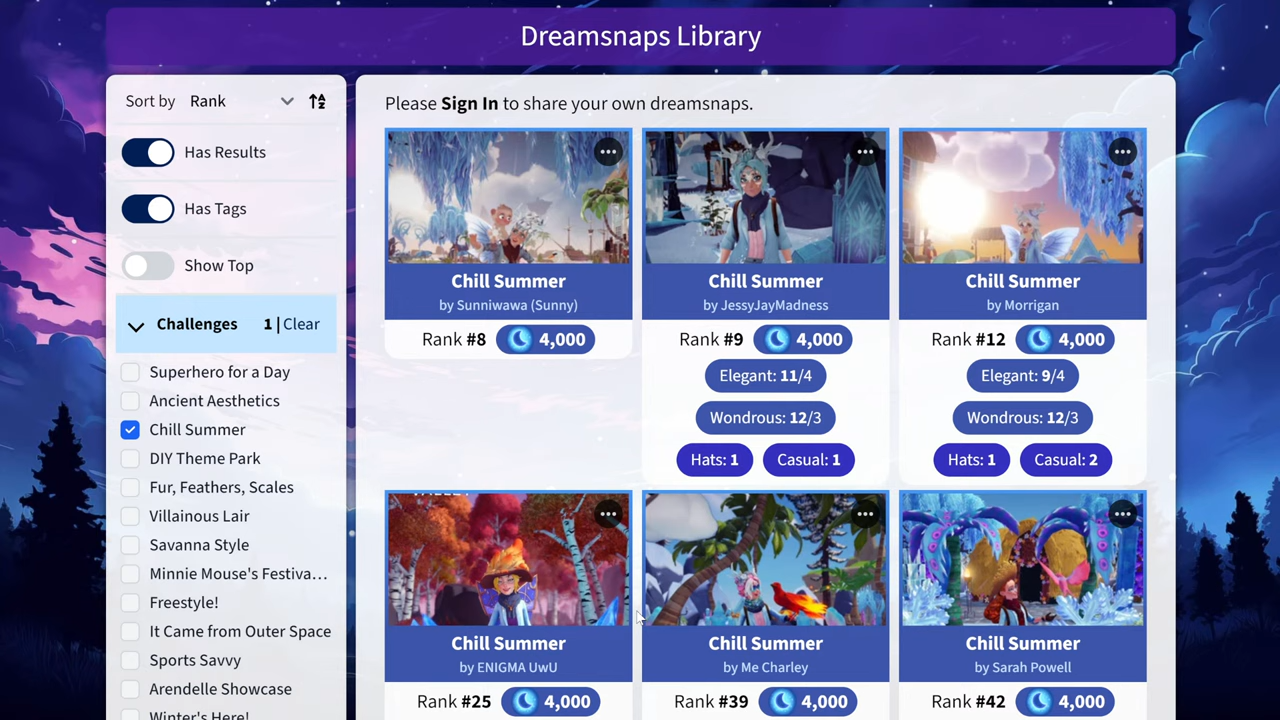 Dreamsnaps Library
Sort by Rank
Has Results
Has Tags
Show Top
Challenges 1 | Clear
Superhero for a Day
Ancient Aesthetics
Chill Summer
DIY Theme Park
Fur, Feathers, Scales
Villainous Lair
Savanna Style
Minnie Mouse's Festiva...
Freestyle!
It Came from Outer Space
Sports Savvy
Arendelle Showcase
Winter's Here!
Please Sign In to share your own dreamsnaps.
Chill Summer
by Sunniwawa (Sunny)
Rank #8 4,000
Chill Summer
by JessyJayMadness
Rank #9 4,000
Elegant: 11/4
Wondrous: 12/3
Hats: 1 Casual: 1
Chill Summer
by Morrigan
Rank #12 4,000
Elegant: 9/4
Wondrous: 12/3
Hats: 1 Casual: 2
Chill Summer
by ENIGMA UwU
Rank #25 4,000
Chill Summer
by Me Charley
Rank #39 4,000
Chill Summer
by Sarah Powell
Rank #42 4,000